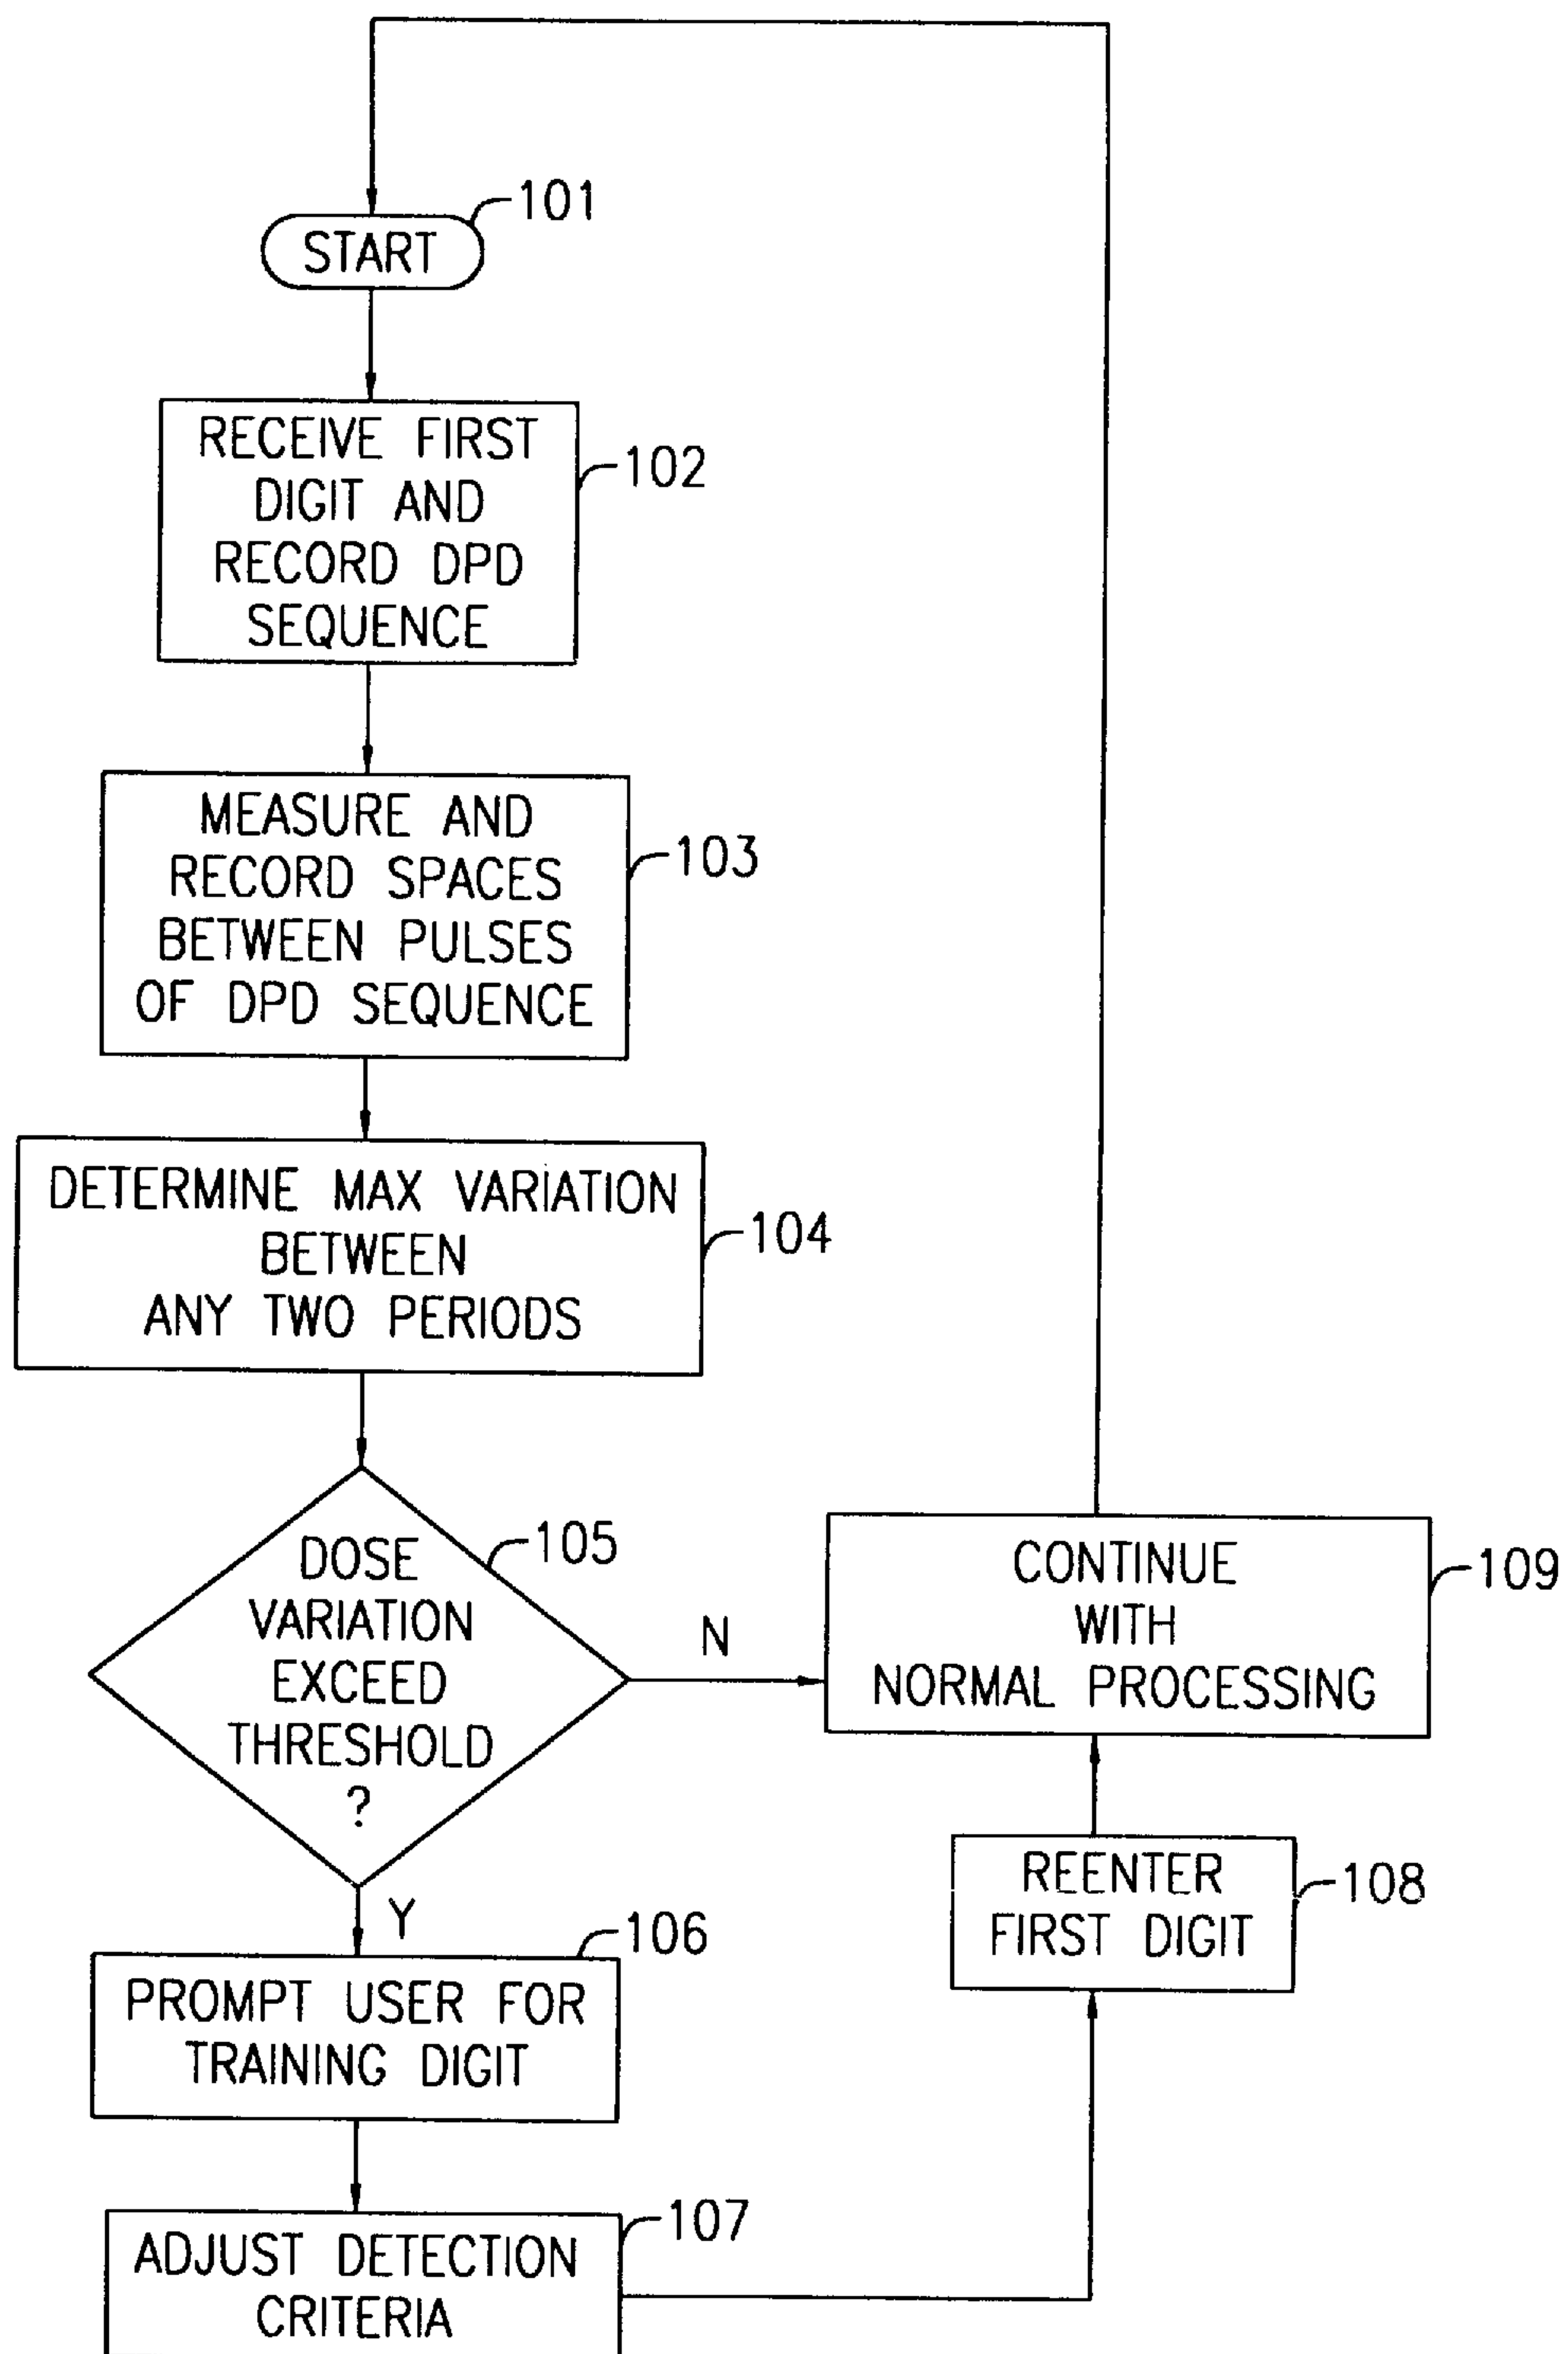 101
START
RECEIVE FIRST
DIGIT AND
RECORD DPD
SEQUENCE
102
MEASURE AND
RECORD SPACES
BETWEEN PULSES
OF DPD SEQUENCE
103
DETERMINE MAX VARIATION
BETWEEN
ANY TWO PERIODS
104
DOSE
VARIATION
EXCEED
THRESHOLD
?
105
N
Y
CONTINUE
WITH
NORMAL PROCESSING
109
REENTER
FIRST DIGIT
108
PROMPT USER FOR
TRAINING DIGIT
106
ADJUST DETECTION
CRITERIA
107